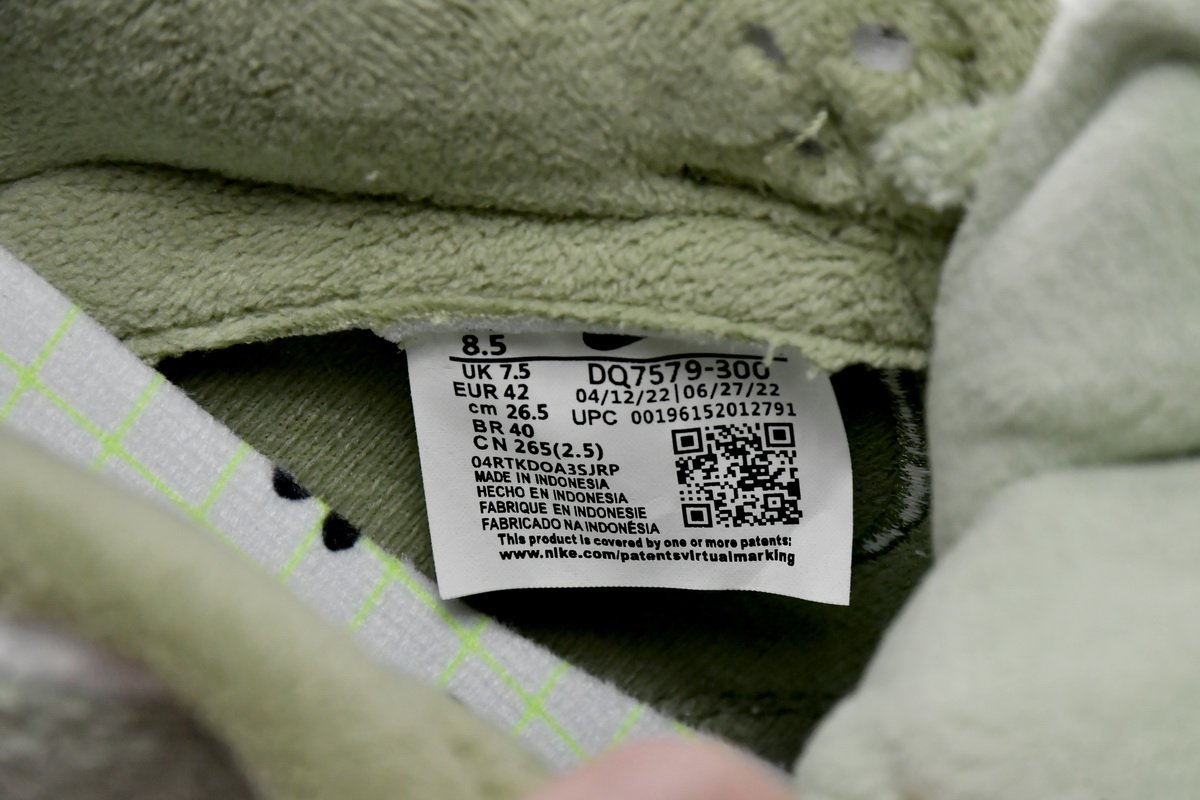 8.5
UK 7.5
EUR 42
cm 26.5
BR 40
CN 265(2.5)
DQ7579-300
04/12/22|06/27/22
UPC 00196152012791
04RTKDOA3SJRP
MADE IN INDONESIA
HECHO EN INDONESIA
FABRIQUE EN INDONESIE
FABRICADO NA INDONÉSIA
This product is covered by one or more patents:
www.nike.com/patentsvirtualmarking